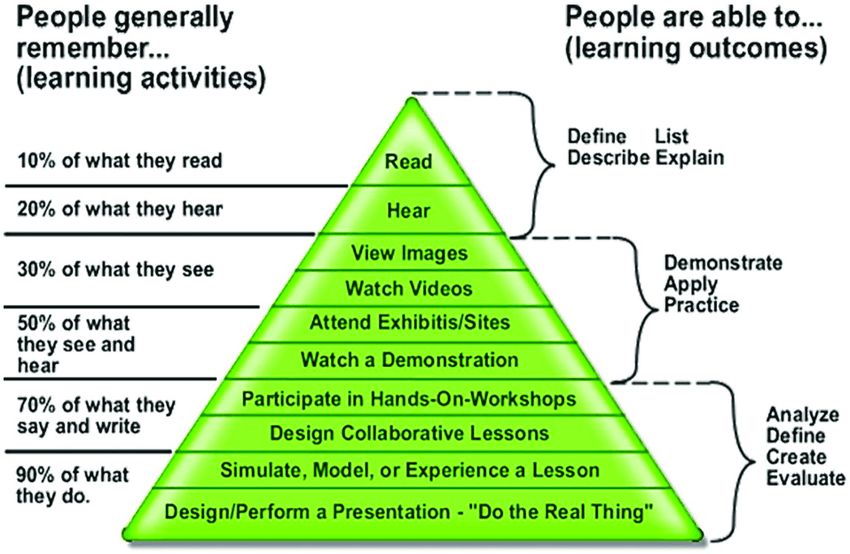 People generally
remember...
(learning activities)
People are able to...
(learning outcomes)
10% of what they read
20% of what they hear
30% of what they see
50% of what
they see and
hear
70% of what they
say and write
90% of what
they do.
Read
Hear
View Images
Watch Videos
Attend Exhibitis/Sites
Watch a Demonstration
Participate in Hands-On-Workshops
Design Collaborative Lessons
Simulate, Model, or Experience a Lesson
Design/Perform a Presentation - "Do the Real Thing"
Define List
Describe Explain
Demonstrate
Apply
Practice
Analyze
Define
Create
Evaluate